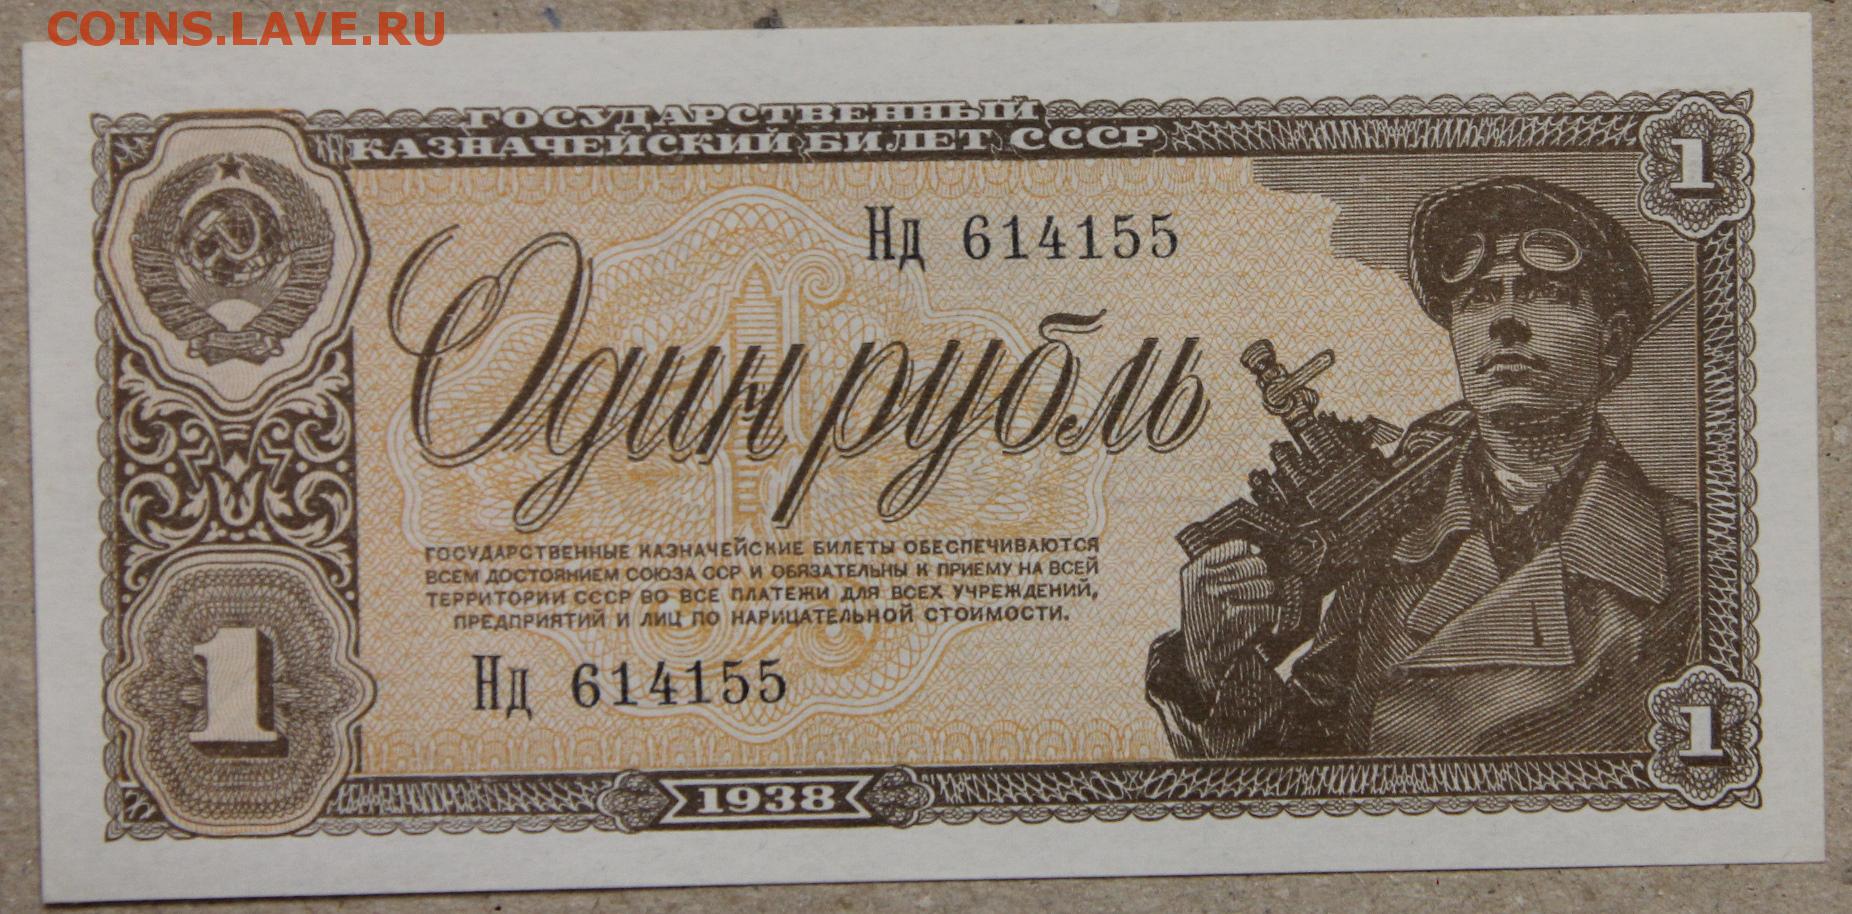 COINS.LAVE.RU
ГОСУДАРСТВЕННЫЙ
КАЗНАЧЕЙСКИЙ БИЛЕТ СССР
1
Нд 614155
Один рубль
ГОСУДАРСТВЕННЫЕ КАЗНАЧЕЙСКИЕ БИЛЕТЫ ОБЕСПЕЧИВАЮТСЯ
ВСЕМ ДОСТОЯНИЕМ СОЮЗА ССР И ОБЯЗАТЕЛЬНЫ К ПРИЕМУ НА ВСЕЙ
ТЕРРИТОРИИ СССР ВО ВСЕ ПЛАТЕЖИ ДЛЯ ВСЕХ УЧРЕЖДЕНИЙ,
ПРЕДПРИЯТИЙ И ЛИЦ ПО НАРИЦАТЕЛЬНОЙ СТОИМОСТИ.
Нд 614155
1
1
1938